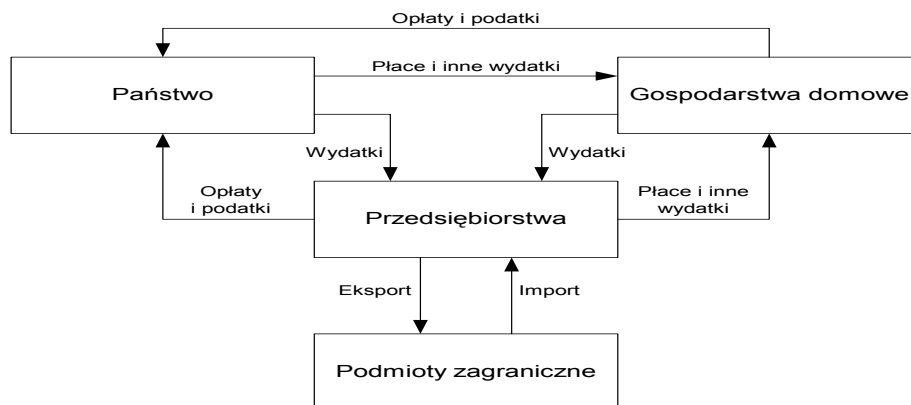 Opłaty i podatki
Państwo
Płace i inne wydatki
Gospodarstwa domowe
Wydatki
Wydatki
Opłaty
i podatki
Przedsiębiorstwa
Płace i inne
wydatki
Eksport
Import
Podmioty zagraniczne